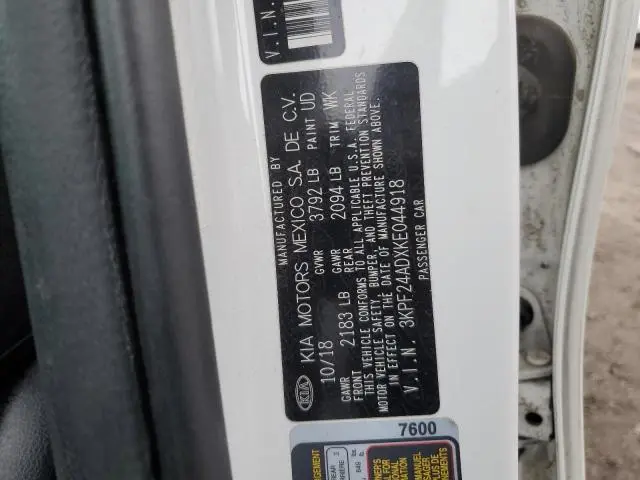 V.I.N.
MANUFACTURED BY
KIA MOTORS MEXICO S.A. DE C.V.
10/18 GVWR 3792 LB PAINT UD
GAWR FRONT 2183 LB GAWR REAR 2094 LB TRIM WK
THIS VEHICLE CONFORMS TO ALL APPLICABLE U.S.A. FEDERAL
MOTOR VEHICLE SAFETY, BUMPER, AND THEFT PREVENTION STANDARDS
IN EFFECT ON THE DATE OF MANUFACTURE SHOWN ABOVE.
V.I.N. 3KPF24ADXKE044918
PASSENGER CAR
KIA
7600
REAR